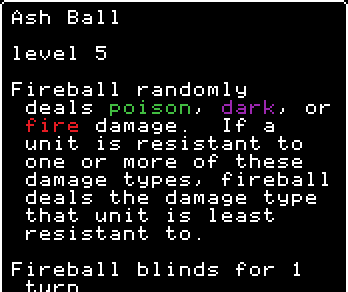 Ash Ball
level 5
Fireball randomly
deals poison, dark, or
fire damage. If a
unit is resistant to
one or more of these
damage types, fireball
deals the damage type
that unit is least
resistant to.
Fireball blinds for 1
turn